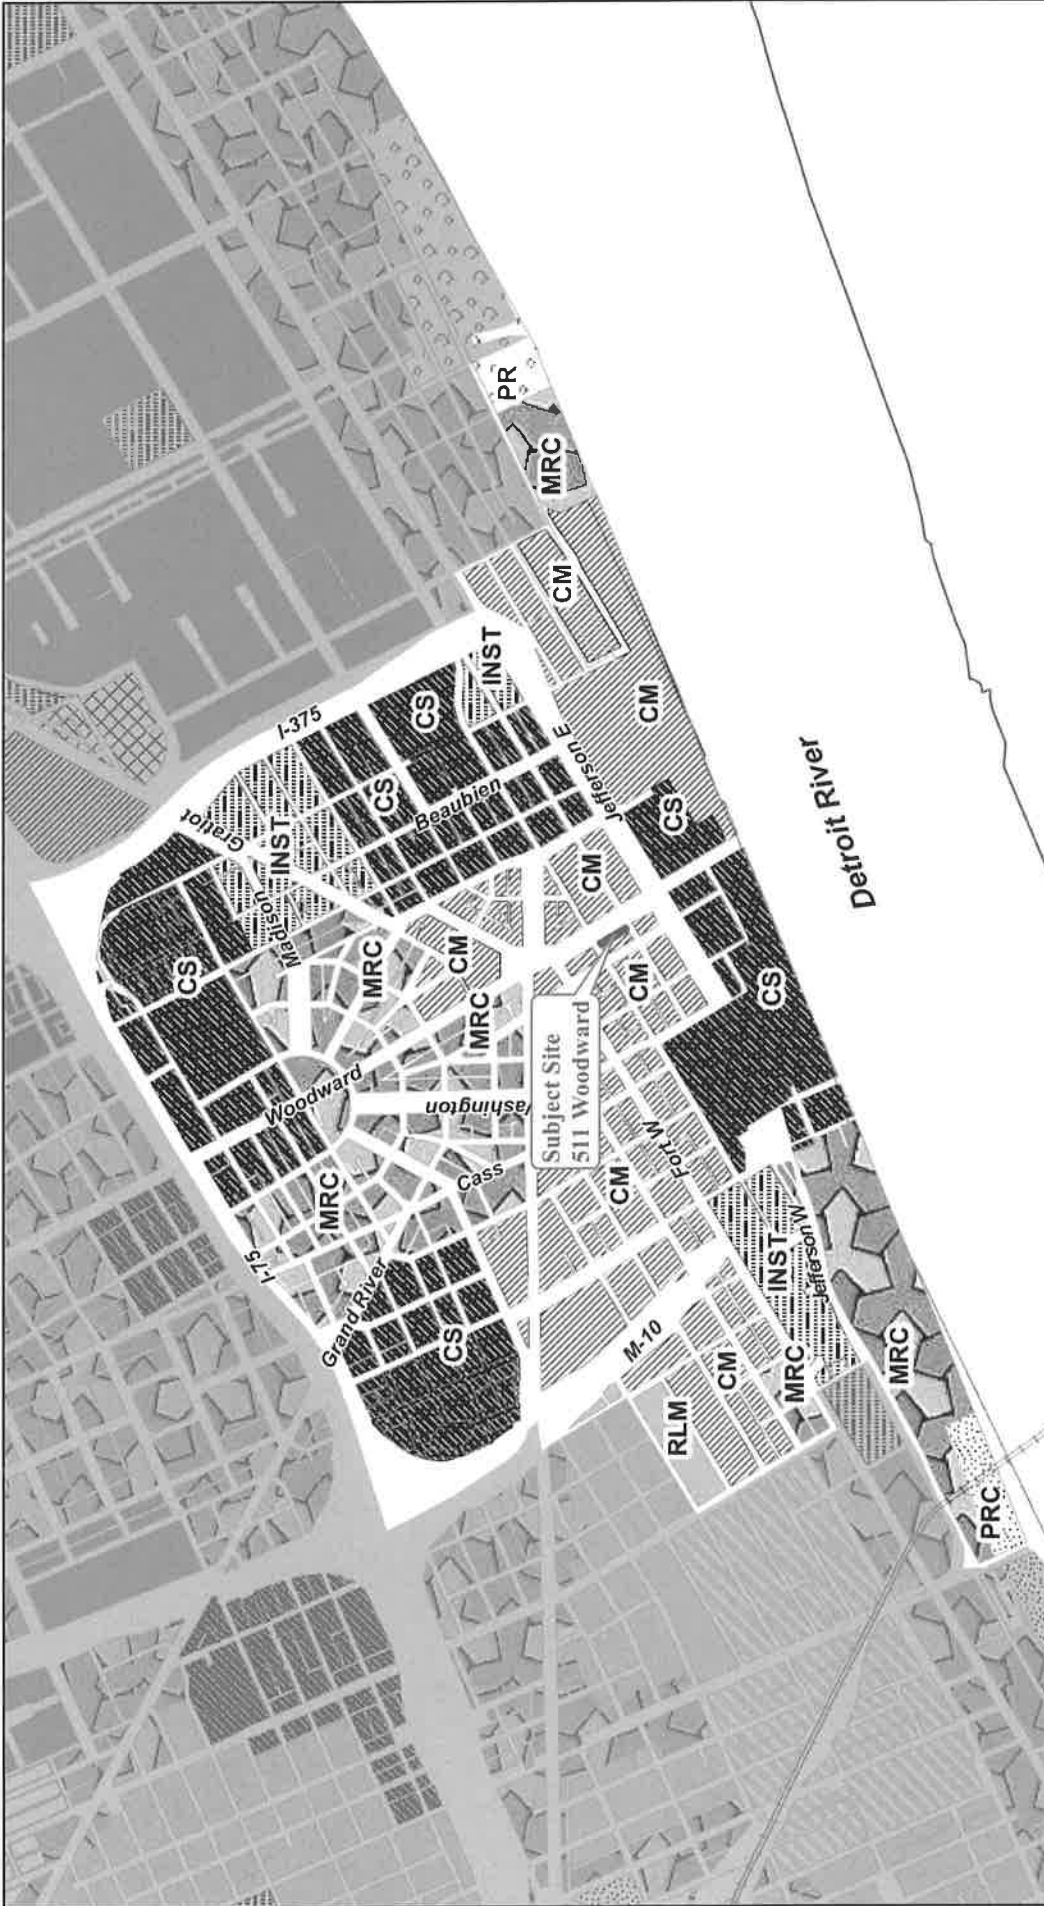 PR
MRC
CM
INST
CM
I-375
CS
CS
Beaubien
Jefferson E
CS
Gratiot
INST
Madison
CM
Detroit River
CS
MRC
CM
MRC
CM
CS
Woodward
Washington
Subject Site
511 Woodward
MRC
Cass
CM
Fort W
I-75
Grand River
CS
M-10
INST
Jefferson W
CM
MRC
MRC
RLM
PRC